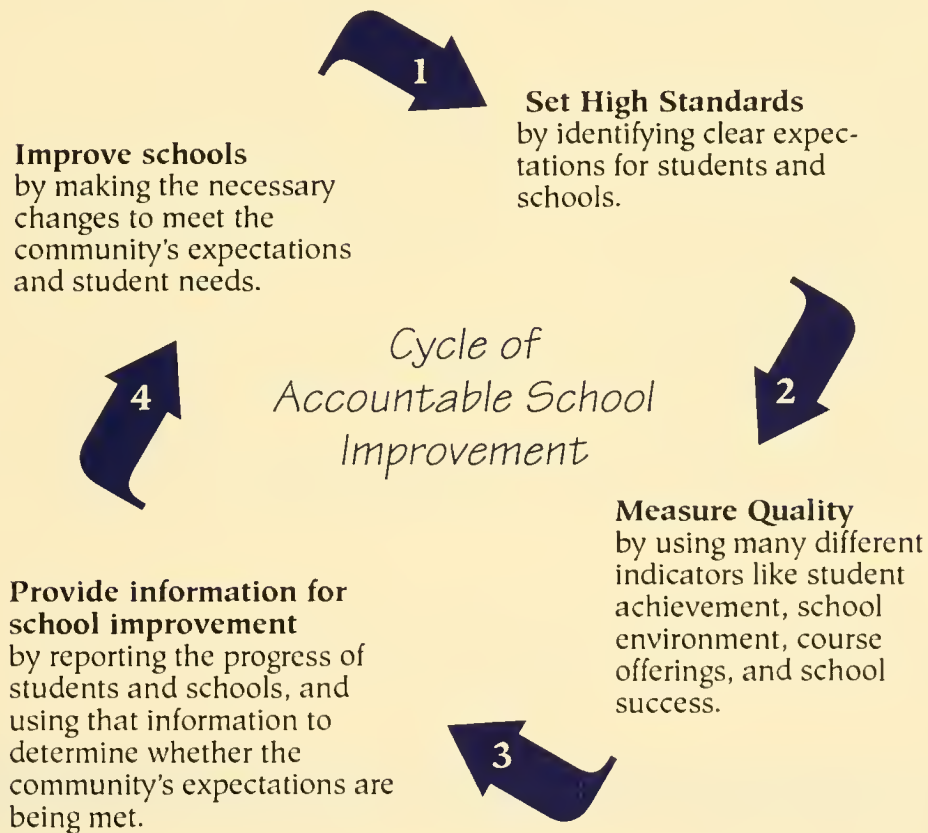 1
Set High Standards
by identifying clear expec-
tations for students and
schools.
2
Measure Quality
by using many different
indicators like student
achievement, school
environment, course
offerings, and school
success.
3
Provide information for
school improvement
by reporting the progress of
students and schools, and
using that information to
determine whether the
community's expectations are
being met.
4
Improve schools
by making the necessary
changes to meet the
community's expectations
and student needs.
Cycle of
Accountable School
Improvement